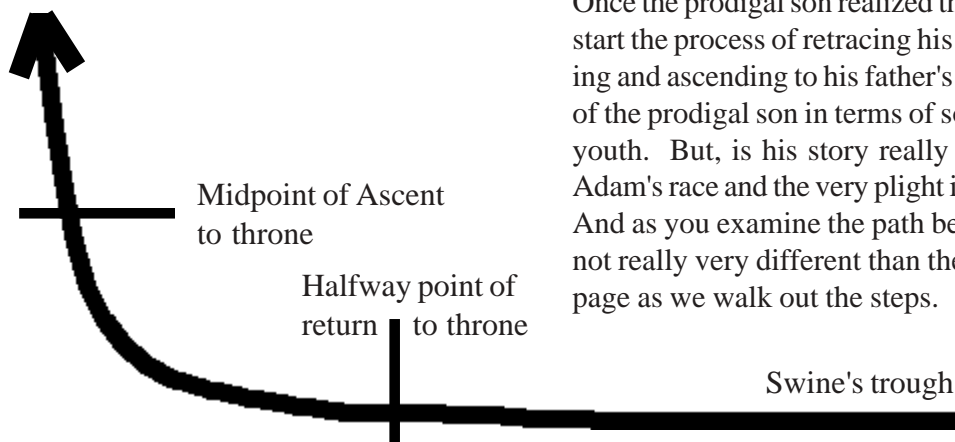 Once the prodigal son realized
start the process of retracing his
ing and ascending to his father's
of the prodigal son in terms of
youth. But, is his story really
Adam's race and the very plight
And as you examine the path
not really very different than
page as we walk out the steps.
Midpoint of Ascent
to throne
Halfway point of
return to throne
Swine's trough